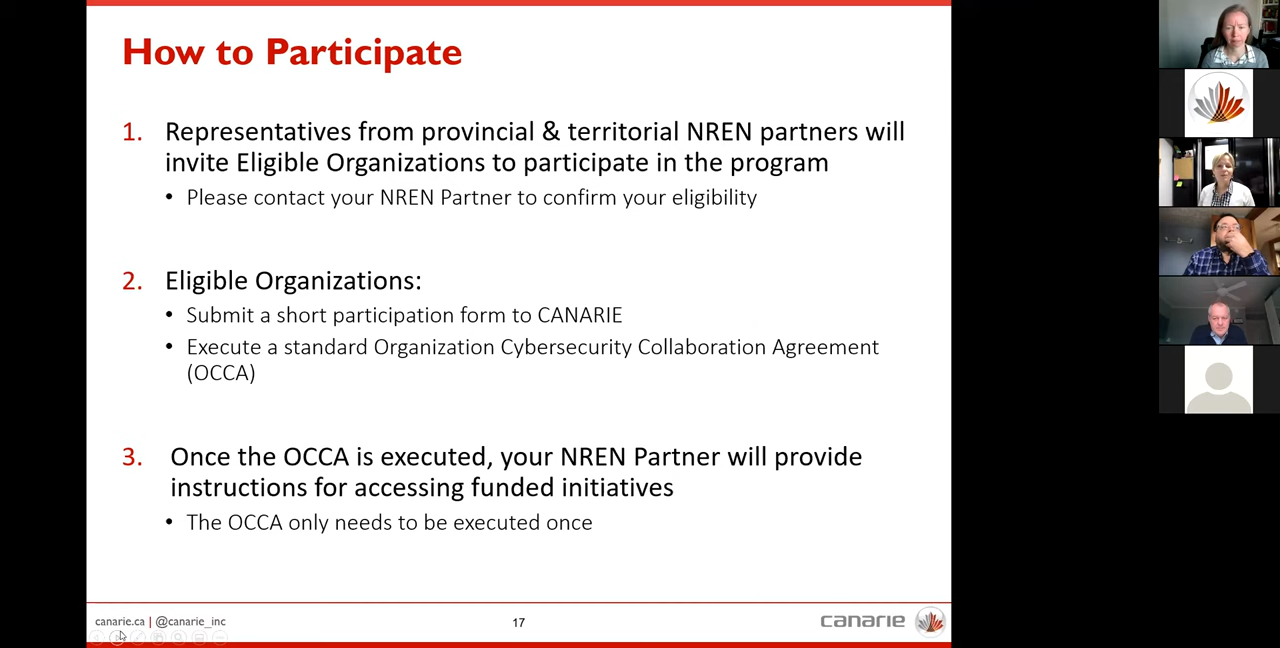 How to Participate
1. Representatives from provincial & territorial NREN partners will
invite Eligible Organizations to participate in the program
• Please contact your NREN Partner to confirm your eligibility
2. Eligible Organizations:
• Submit a short participation form to CANARIE
• Execute a standard Organization Cybersecurity Collaboration Agreement
(OCCA)
3. Once the OCCA is executed, your NREN Partner will provide
instructions for accessing funded initiatives
• The OCCA only needs to be executed once
canarie.ca | @canarie_inc
17
canarie